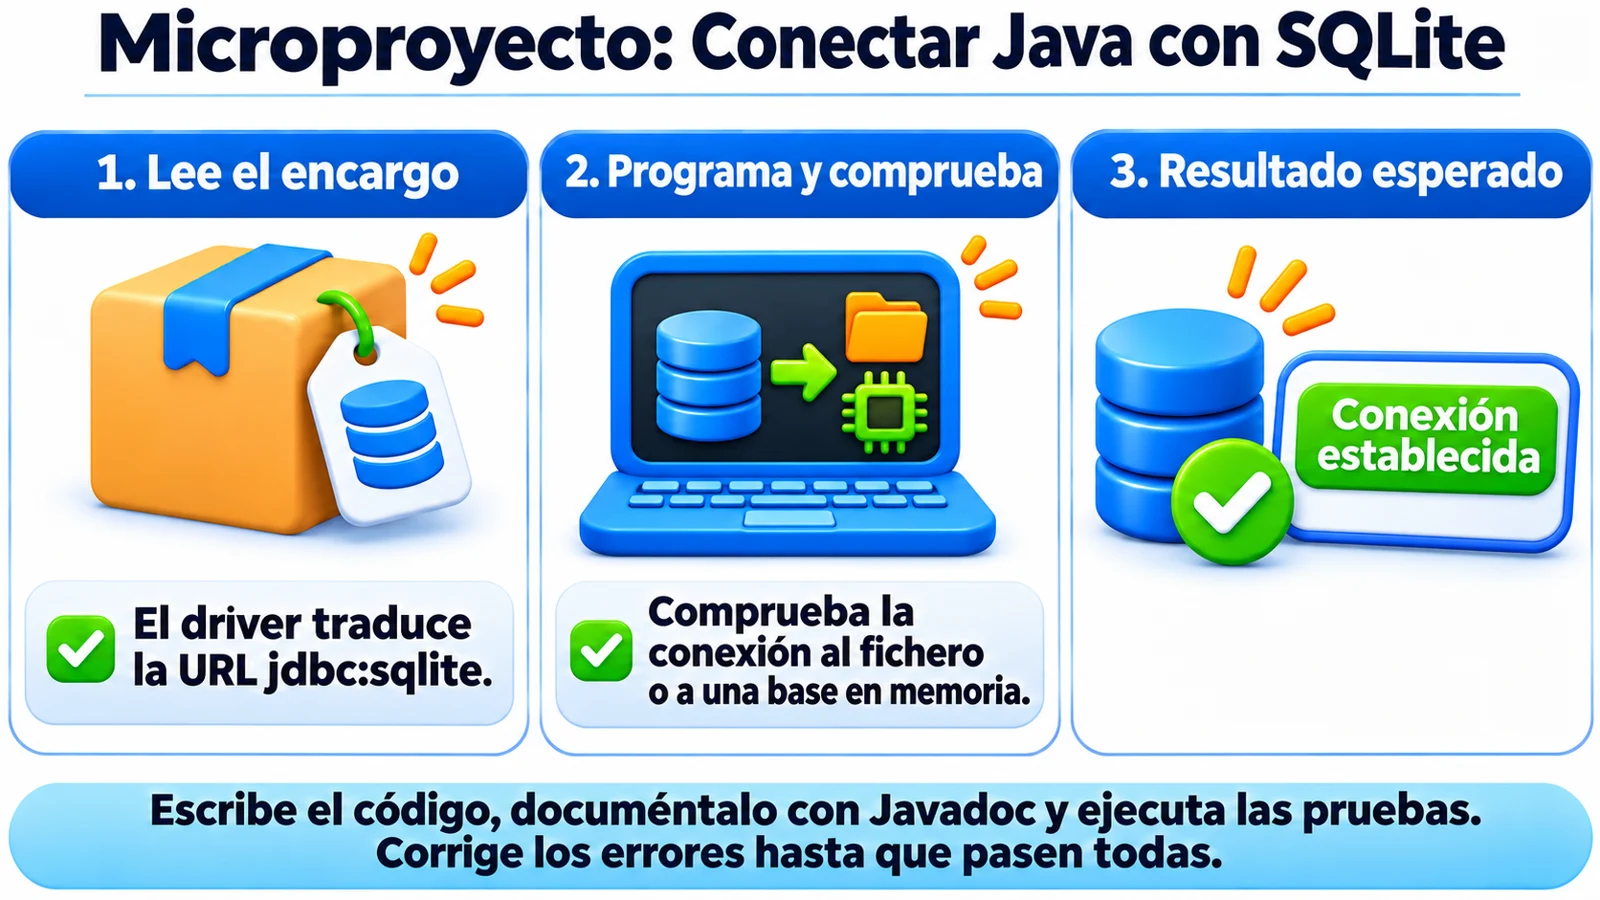 Microproyecto: Conectar Java con SQLite
1. Lee el encargo
El driver traduce
la URL jdbc:sqlite.
2. Programa y comprueba
Comprueba la
conexión al fichero
o a una base en memoria.
3. Resultado esperado
Conexión
establecida
Escribe el código, documéntalo con Javadoc y ejecuta las pruebas.
Corrige los errores hasta que pasen todas.